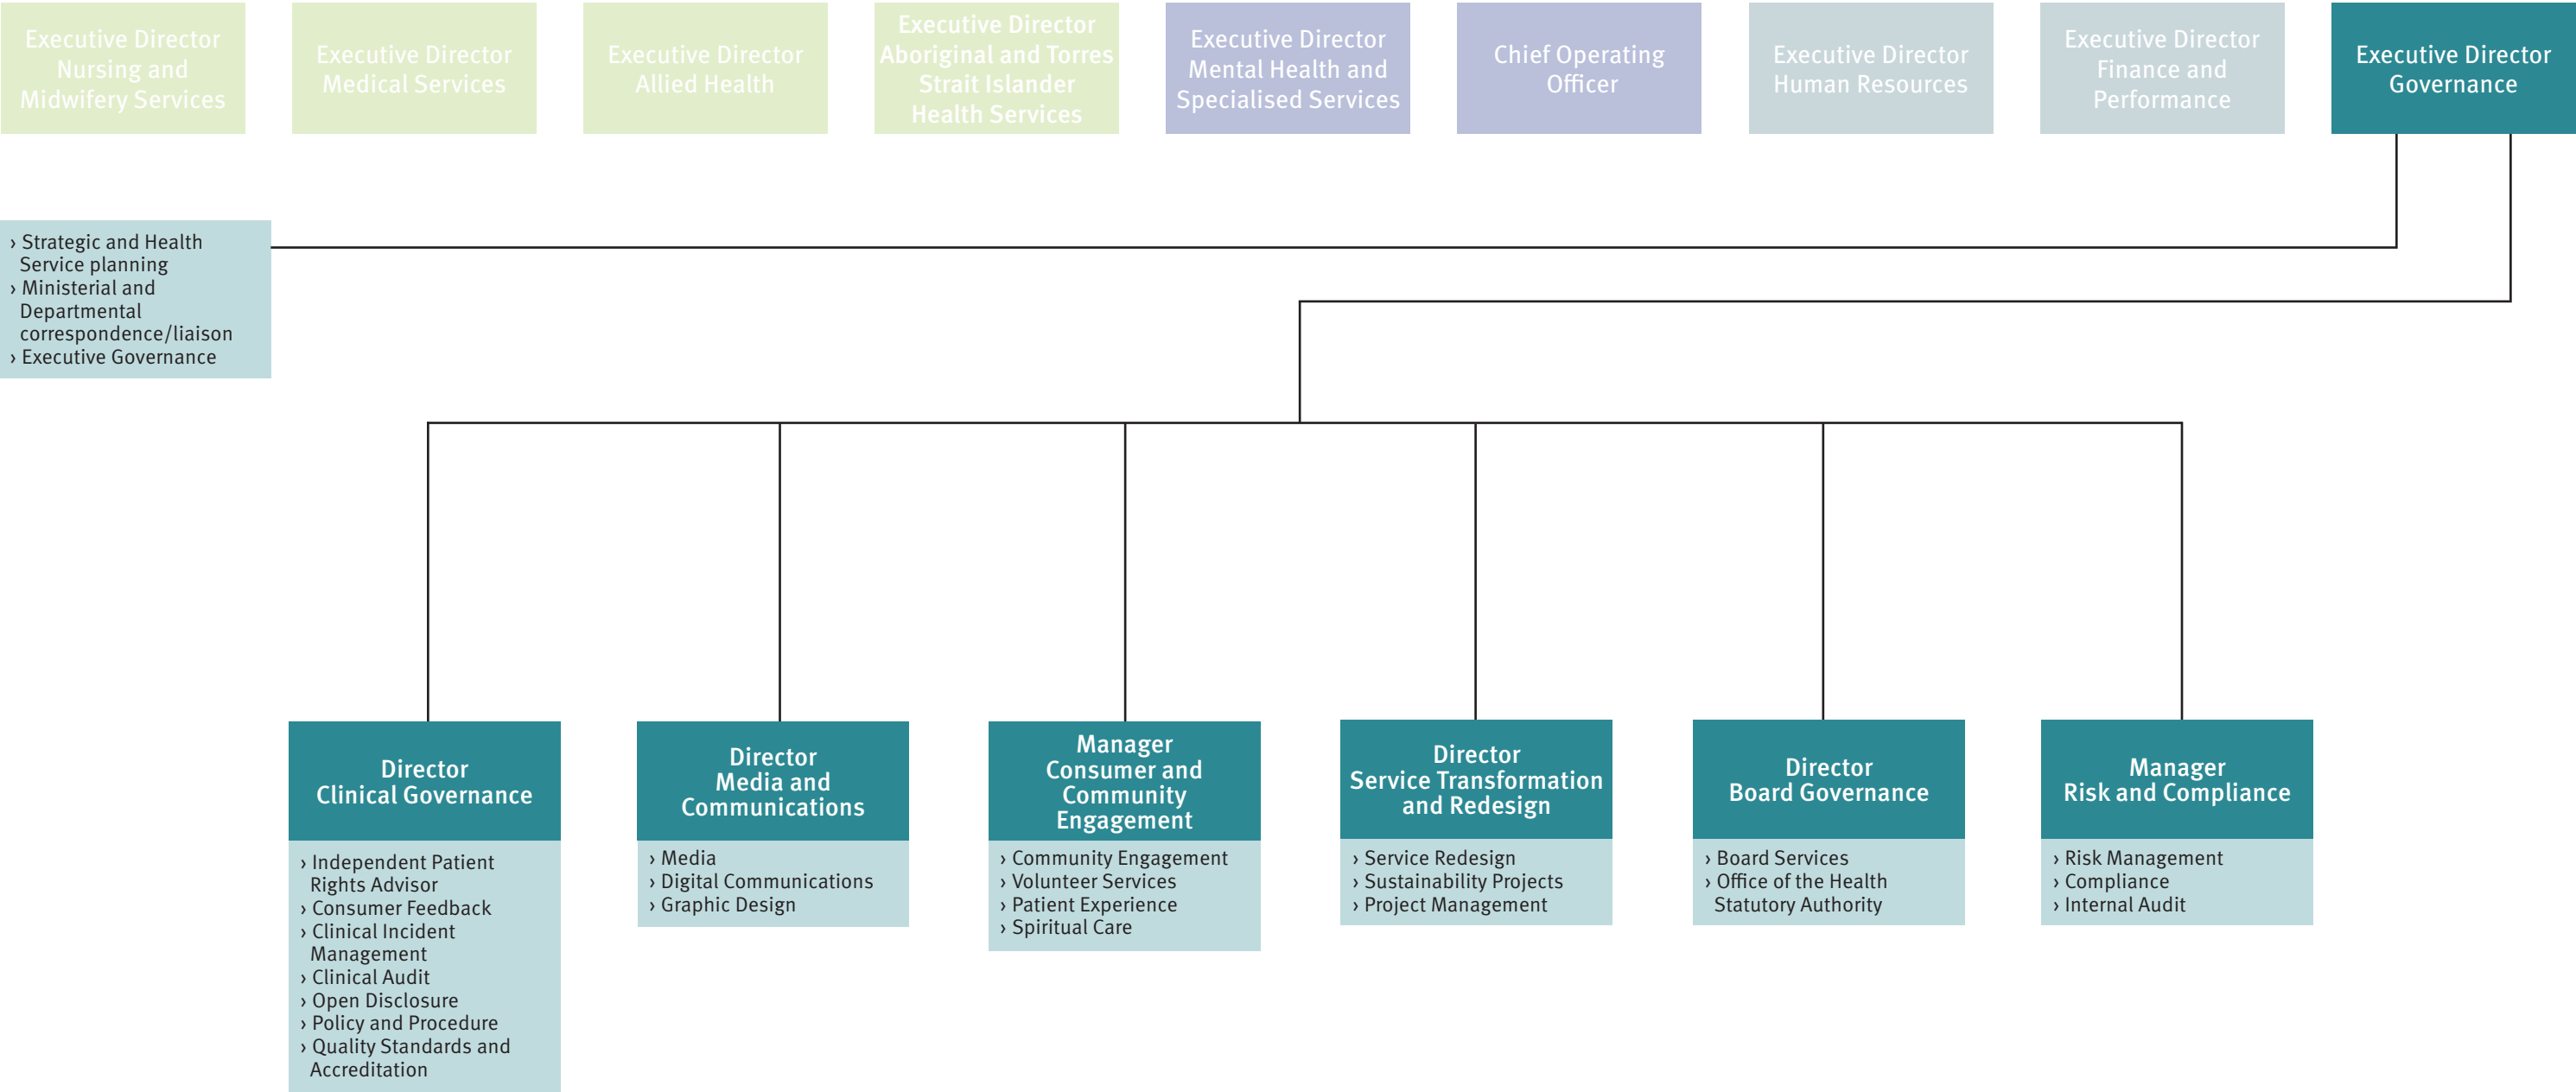 Executive Director
Nursing and
Midwifery Services
Executive Director
Medical Services
Executive Director
Allied Health
Executive Director
Aboriginal and Torres
Strait Islander
Health Services
Executive Director
Mental Health and
Specialised Services
Chief Operating
Officer
Executive Director
Human Resources
Executive Director
Finance and
Performance
Executive Director
Governance
› Strategic and Health
Service planning
› Ministerial and
Departmental
correspondence/liaison
› Executive Governance
Director
Clinical Governance
› Independent Patient
Rights Advisor
› Consumer Feedback
› Clinical Incident
Management
› Clinical Audit
› Open Disclosure
› Policy and Procedure
› Quality Standards and
Accreditation
Director
Media and
Communications
› Media
› Digital Communications
› Graphic Design
Manager
Consumer and
Community
Engagement
› Community Engagement
› Volunteer Services
› Patient Experience
› Spiritual Care
Director
Service Transformation
and Redesign
› Service Redesign
› Sustainability Projects
› Project Management
Director
Board Governance
› Board Services
› Office of the Health
Statutory Authority
Manager
Risk and Compliance
› Risk Management
› Compliance
› Internal Audit